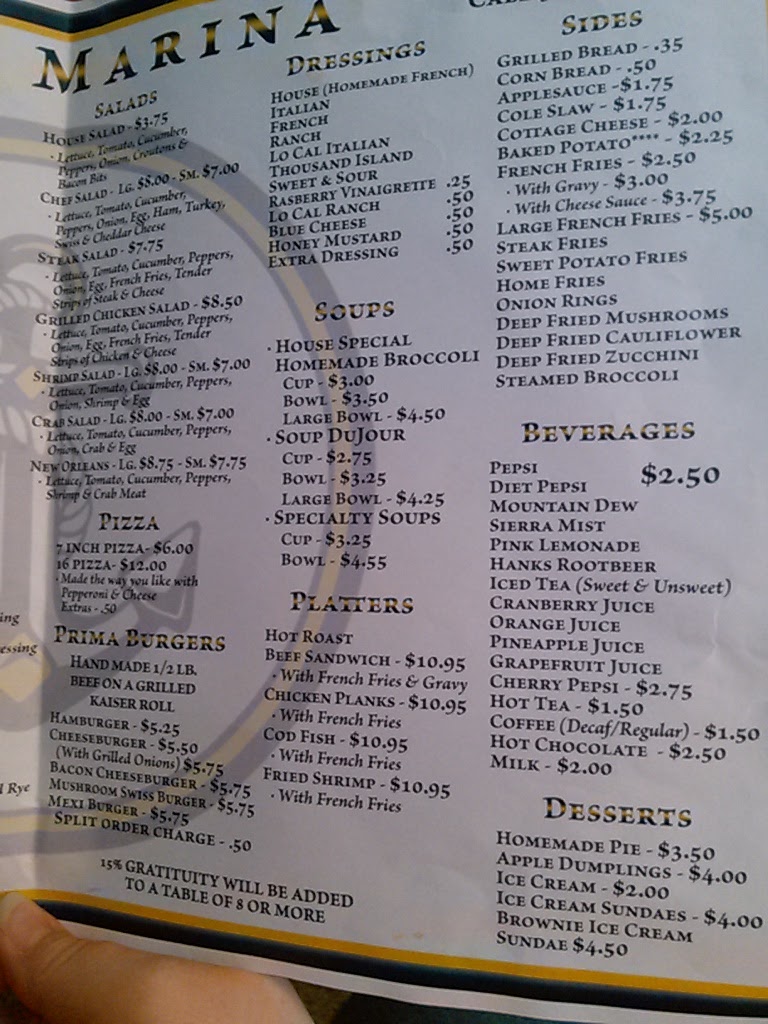 MARINA
SALADS
HOUSE SALAD - $3.75
• Lettuce, Tomato, Cucumber,
Peppers, Onion, Croutons &
Bacon Bits
CHEF SALAD - LG. $8.00 - SM. $7.00
• Lettuce, Tomato, Cucumber,
Peppers, Onion, Egg, Ham, Turkey,
Swiss & Cheddar Cheese
STEAK SALAD - $7.75
• Lettuce, Tomato, Cucumber, Peppers,
Onion, Egg, French Fries, Tender
Strips of Steak & Cheese
GRILLED CHICKEN SALAD - $8.50
• Lettuce, Tomato, Cucumber, Peppers,
Onion, Egg, French Fries, Tender
Strips of Chicken & Cheese
SHRIMP SALAD - LG. $8.00 - SM. $7.00
• Lettuce, Tomato, Cucumber, Peppers,
Onion, Shrimp & Egg
CRAB SALAD - LG. $8.00 - SM. $7.00
• Lettuce, Tomato, Cucumber, Peppers,
Onion, Crab & Egg
NEW ORLEANS - LG. $8.75 - SM. $7.75
• Lettuce, Tomato, Cucumber, Peppers,
Shrimp & Crab Meat
PIZZA
7 INCH PIZZA- $6.00
16 PIZZA- $12.00
• Made the way you like with
Pepperoni & Cheese
Extras - .50
PRIMA BURGERS
HAND MADE 1/2 LB.
BEEF ON A GRILLED
KAISER ROLL
HAMBURGER - $5.25
CHEESEBURGER - $5.50
(With Grilled Onions) $5.75
BACON CHEESEBURGER - $5.75
MUSHROOM SWISS BURGER - $5.75
MEXI BURGER - $5.75
SPLIT ORDER CHARGE - .50
15% GRATITUITY WILL BE ADDED
TO A TABLE OF 8 OR MORE
DRESSINGS
HOUSE (HOMEMADE FRENCH)
ITALIAN
FRENCH
RANCH
LO CAL ITALIAN
THOUSAND ISLAND
SWEET & SOUR
RASBERRY VINAIGRETTE .25
LO CAL RANCH .50
BLUE CHEESE .50
HONEY MUSTARD .50
EXTRA DRESSING .50
SOUPS
• HOUSE SPECIAL
HOMEMADE BROCCOLI
CUP - $3.00
BOWL - $3.50
LARGE BOWL - $4.50
• SOUP DUJOUR
CUP - $2.75
BOWL - $3.25
LARGE BOWL - $4.25
• SPECIALTY SOUPS
CUP - $3.25
BOWL - $4.55
PLATTERS
HOT ROAST
BEEF SANDWICH - $10.95
• With French Fries & Gravy
CHICKEN PLANKS - $10.95
• With French Fries
COD FISH - $10.95
• With French Fries
FRIED SHRIMP - $10.95
• With French Fries
SIDES
GRILLED BREAD - .35
CORN BREAD - .50
APPLESAUCE -$1.75
COLE SLAW - $1.75
COTTAGE CHEESE - $2.00
BAKED POTATO**** - $2.25
FRENCH FRIES - $2.50
• With Gravy - $3.00
• With Cheese Sauce - $3.75
LARGE FRENCH FRIES - $5.00
STEAK FRIES
SWEET POTATO FRIES
HOME FRIES
ONION RINGS
DEEP FRIED MUSHROOMS
DEEP FRIED CAULIFLOWER
DEEP FRIED ZUCCHINI
STEAMED BROCCOLI
BEVERAGES
PEPSI $2.50
DIET PEPSI
MOUNTAIN DEW
SIERRA MIST
PINK LEMONADE
HANKS ROOTBEER
ICED TEA (Sweet & Unsweet)
CRANBERRY JUICE
ORANGE JUICE
PINEAPPLE JUICE
GRAPEFRUIT JUICE
CHERRY PEPSI - $2.75
HOT TEA - $1.50
COFFEE (Decaf/Regular) - $1.50
HOT CHOCOLATE - $2.50
MILK - $2.00
DESSERTS
HOMEMADE PIE - $3.50
APPLE DUMPLINGS - $4.00
ICE CREAM - $2.00
ICE CREAM SUNDAES - $4.00
BROWNIE ICE CREAM
SUNDAE $4.50
Rye